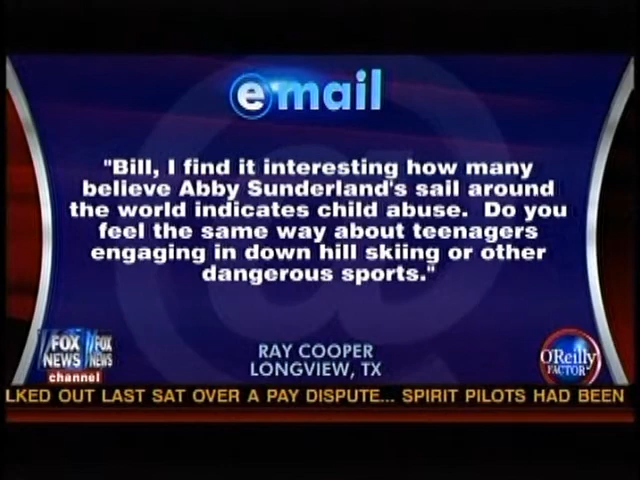 email
"Bill, I find it interesting how many
believe Abby Sunderland's sail around
the world indicates child abuse.  Do you
feel the same way about teenagers
engaging in down hill skiing or other
dangerous sports."
RAY COOPER
LONGVIEW, TX
FOX
NEWS
channel
FOX
NEWS
O'Reilly
FACTOR
LKED OUT LAST SAT OVER A PAY DISPUTE... SPIRIT PILOTS HAD BEEN